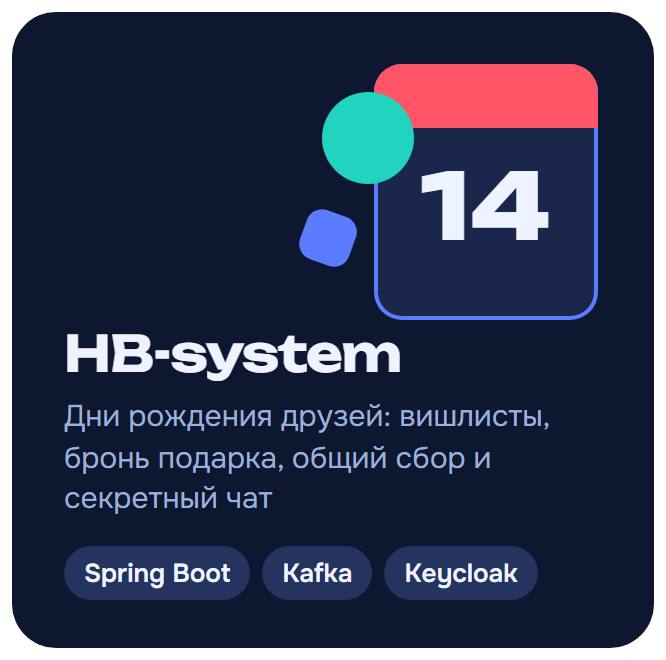 14
HB-system
Дни рождения друзей: вишлисты,
бронь подарка, общий сбор и
секретный чат
Spring Boot
Kafka
Keycloak